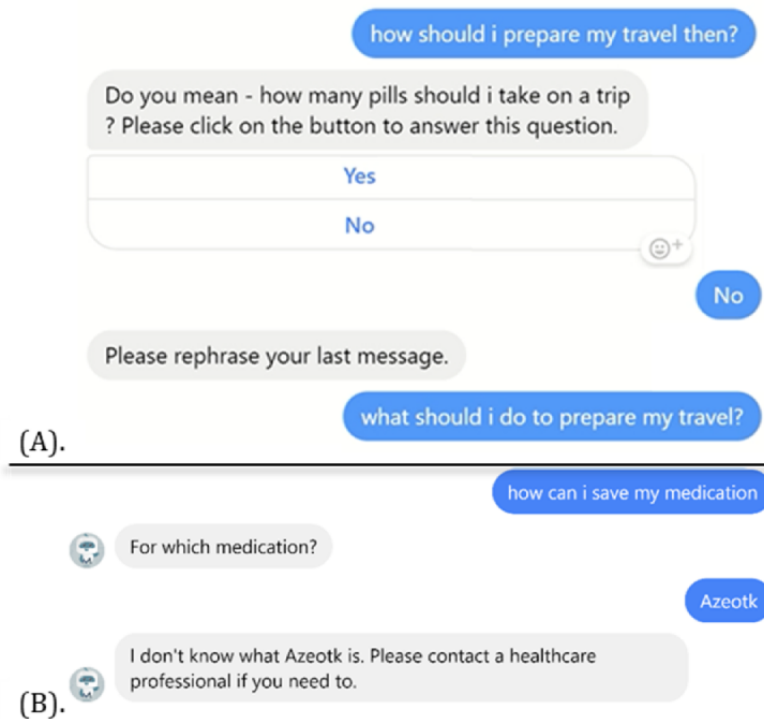 how should i prepare my travel then?
Do you mean - how many pills should i take on a trip
? Please click on the button to answer this question.
Yes
No
No
Please rephrase your last message.
what should i do to prepare my travel?
(A).
how can i save my medication
For which medication?
Azeotk
I don't know what Azeotk is. Please contact a healthcare
professional if you need to.
(B).